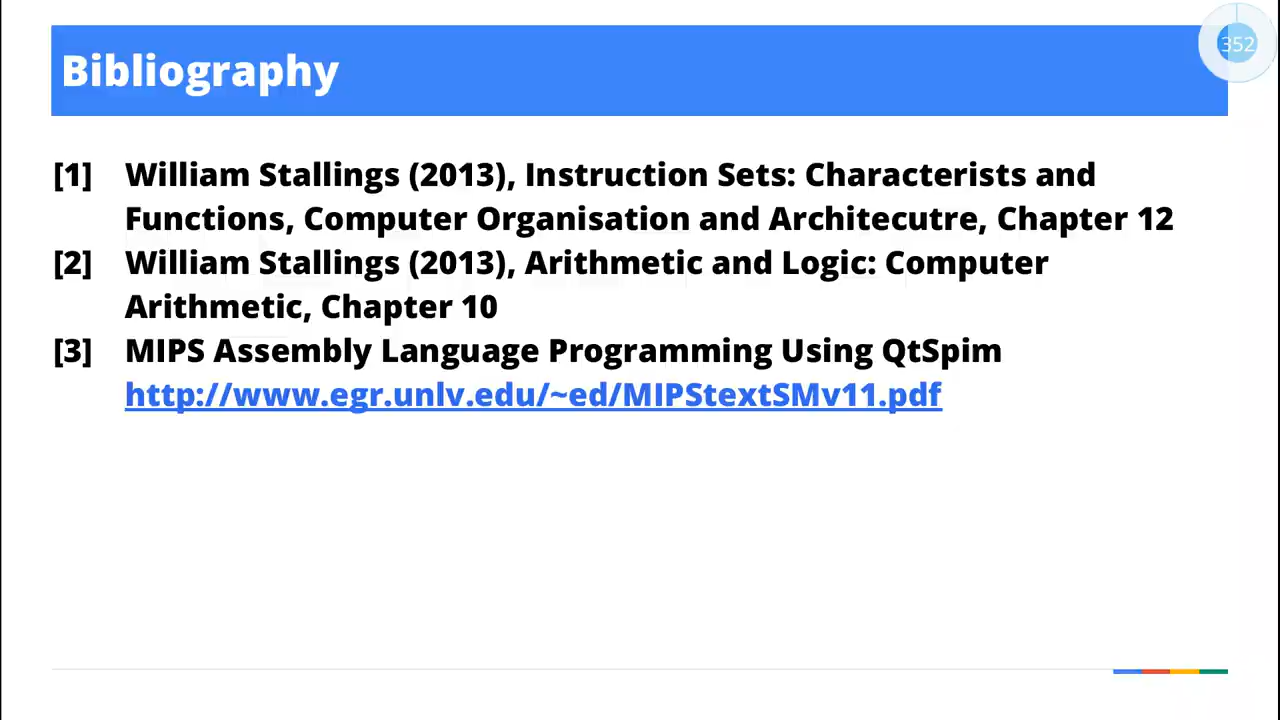 Bibliography
352
[1] William Stallings (2013), Instruction Sets: Characterists and
Functions, Computer Organisation and Architecutre, Chapter 12
[2] William Stallings (2013), Arithmetic and Logic: Computer
Arithmetic, Chapter 10
[3] MIPS Assembly Language Programming Using QtSpim
http://www.egr.unlv.edu/~ed/MIPStextSMv11.pdf